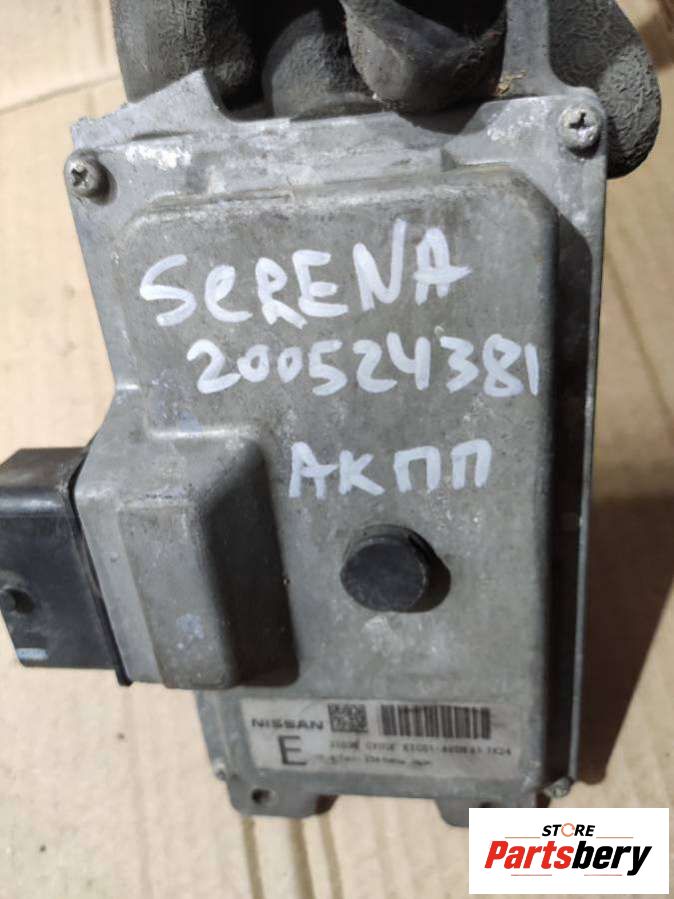 SERENA
200524381
АКПП
NISSAN
E
STORE
Partsbery